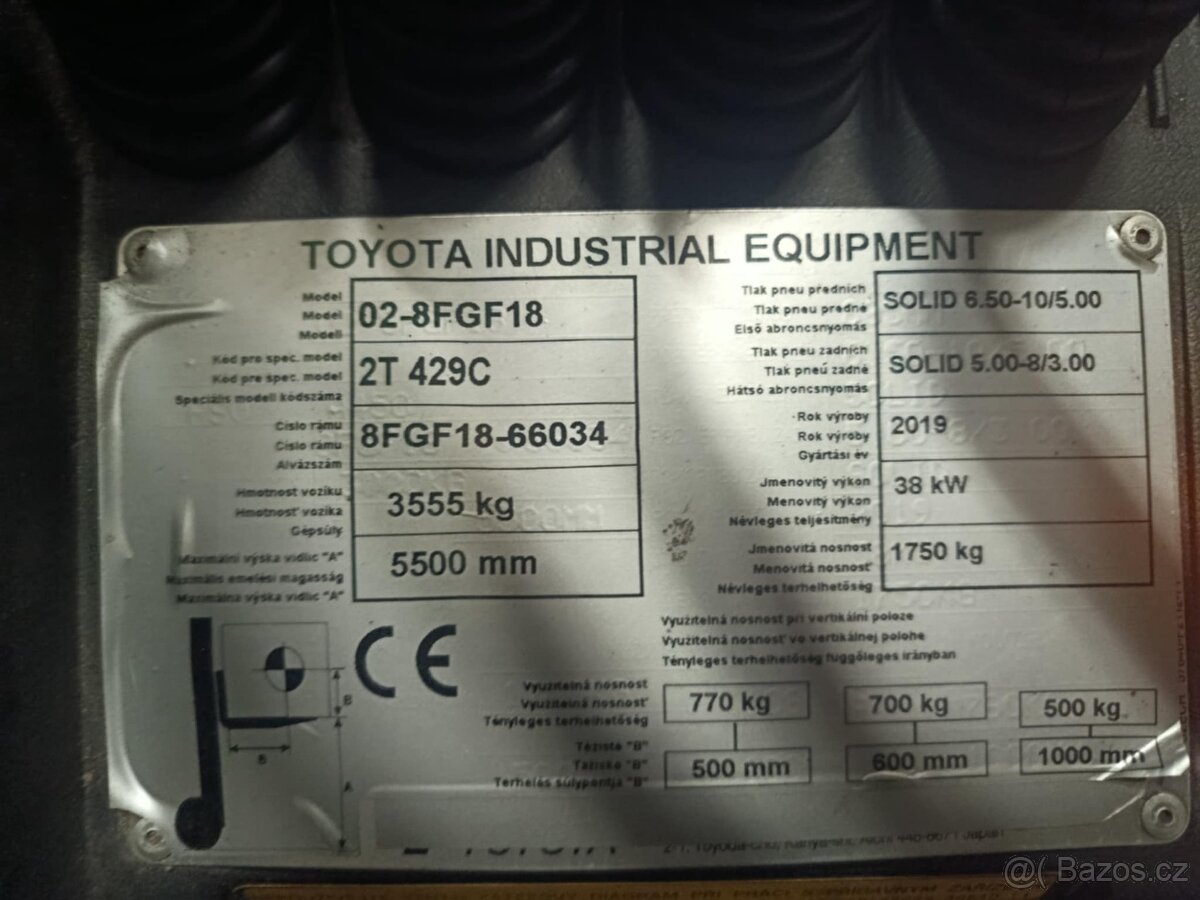 TOYOTA INDUSTRIAL EQUIPMENT
Model
Model
Modell
02-8FGF18
Kód pro spec. model
Kód pre spec. model
Speciális modell kódszáma
2T 429C
Číslo rámu
Číslo rámu
Alvázszám
8FGF18-66034
Hmotnost vozíku
Hmotnosť vozíka
Gépsúly
3555 kg
Maximální výška vidlic "A"
Maximális emelési magasság
Maximálna výška vidlíc "A"
5500 mm
Tlak pneu předních
Tlak pneu predné
Első abroncsnyomás
SOLID 6.50-10/5.00
Tlak pneu zadních
Tlak pneu zadné
Hátsó abroncsnyomás
SOLID 5.00-8/3.00
Rok výroby
Rok výroby
Gyártási év
2019
Jmenovitý výkon
Menovitý výkon
Névleges teljesítmény
38 kW
Jmenovitá nosnost
Menovitá nosnosť
Névleges terhelhetőség
1750 kg
Využitelná nosnost při vertikální poloze
Využitelná nosnosť vo vertikálnej polohe
Tényleges terhelhetőség függőleges irányban
B
B
A
CE
Využitelná nosnost
Využitelná nosnosť
Tényleges terhelhetőség
770 kg
700 kg
500 kg
Těžiště "B"
Ťažisko "B"
Terhelés súlypontja "B"
500 mm
600 mm
1000 mm
@( Bazos.cz